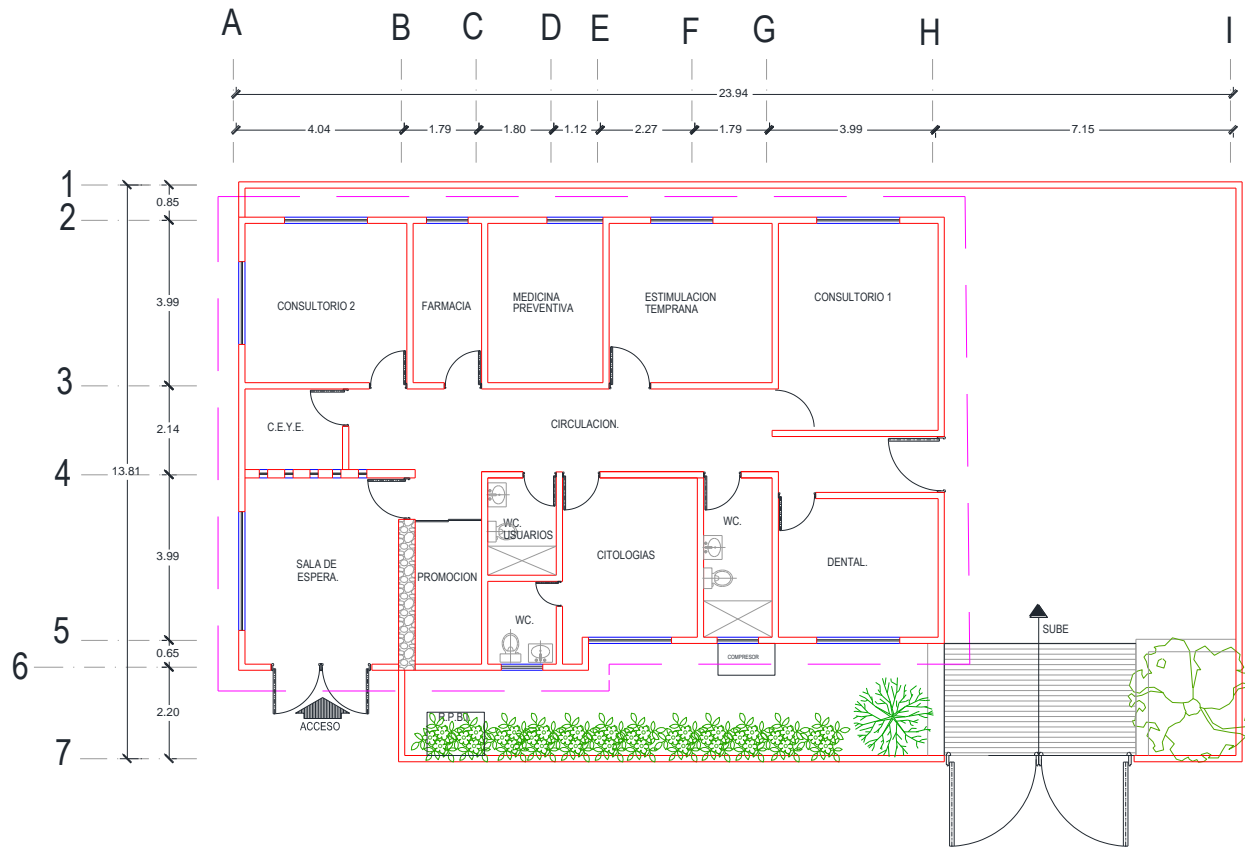 A
B
C
D
E
F
G
H
I
23.94
4.04
1.79
1.80
1.12
2.27
1.79
3.99
7.15
1
2
3
4
5
6
7
0.85
3.99
2.14
13.81
3.99
0.65
2.20
CONSULTORIO 2
FARMACIA
MEDICINA
PREVENTIVA
ESTIMULACION
TEMPRANA
CONSULTORIO 1
C.E.Y.E.
CIRCULACION.
SALA DE
ESPERA.
PROMOCION
WC.
USUARIOS
WC.
CITOLOGIAS
WC.
DENTAL.
COMPRESOR
SUBE
R.P.B.I.
ACCESO